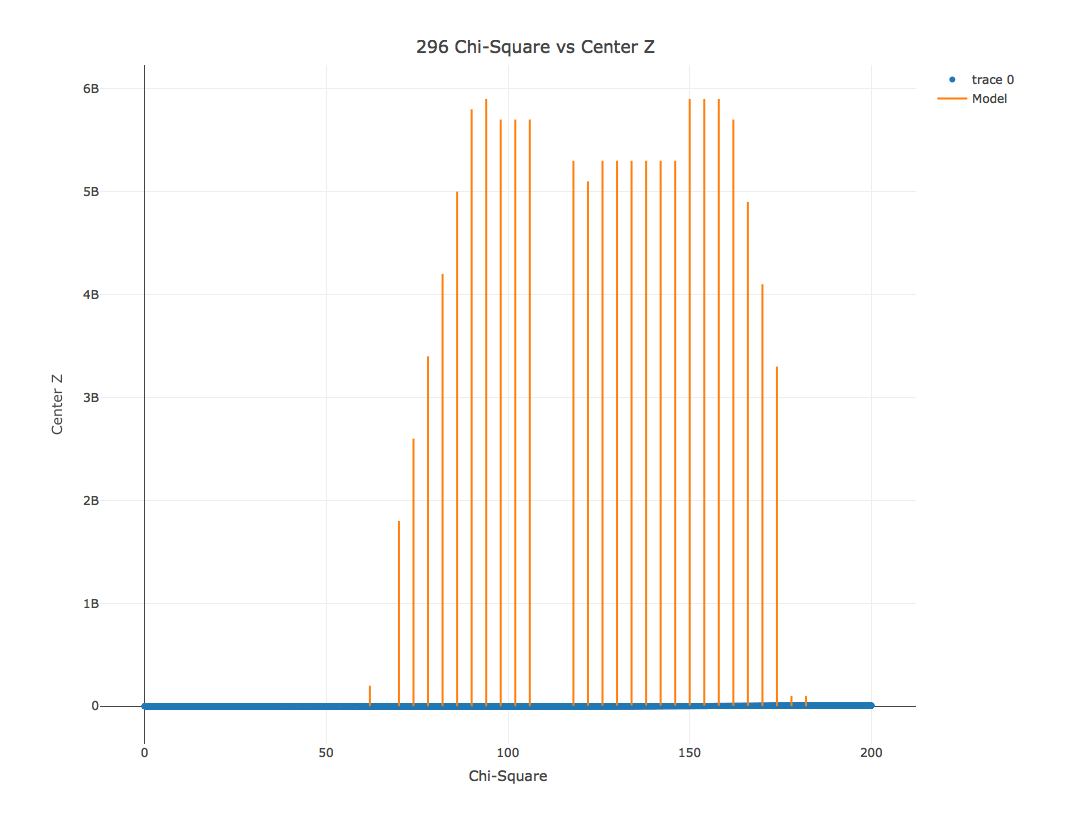 296 Chi-Square vs Center Z
trace 0
Model
6B
5B
4B
3B
2B
1B
0
Center Z
0
50
100
150
200
Chi-Square